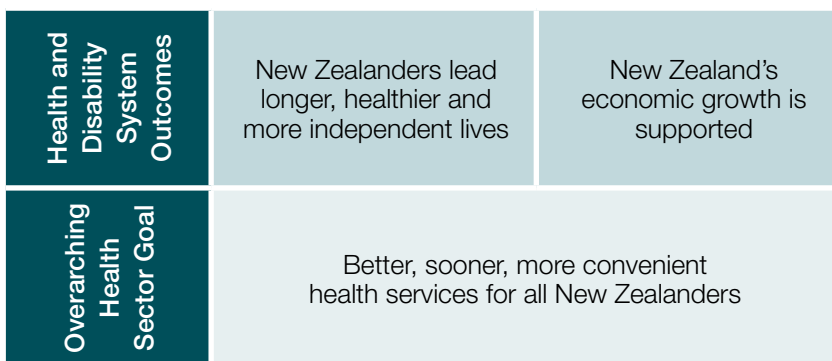 Health and
Disability
System
Outcomes
New Zealanders lead
longer, healthier and
more independent lives
New Zealand’s
economic growth is
supported
Overarching
Health
Sector Goal
Better, sooner, more convenient
health services for all New Zealanders